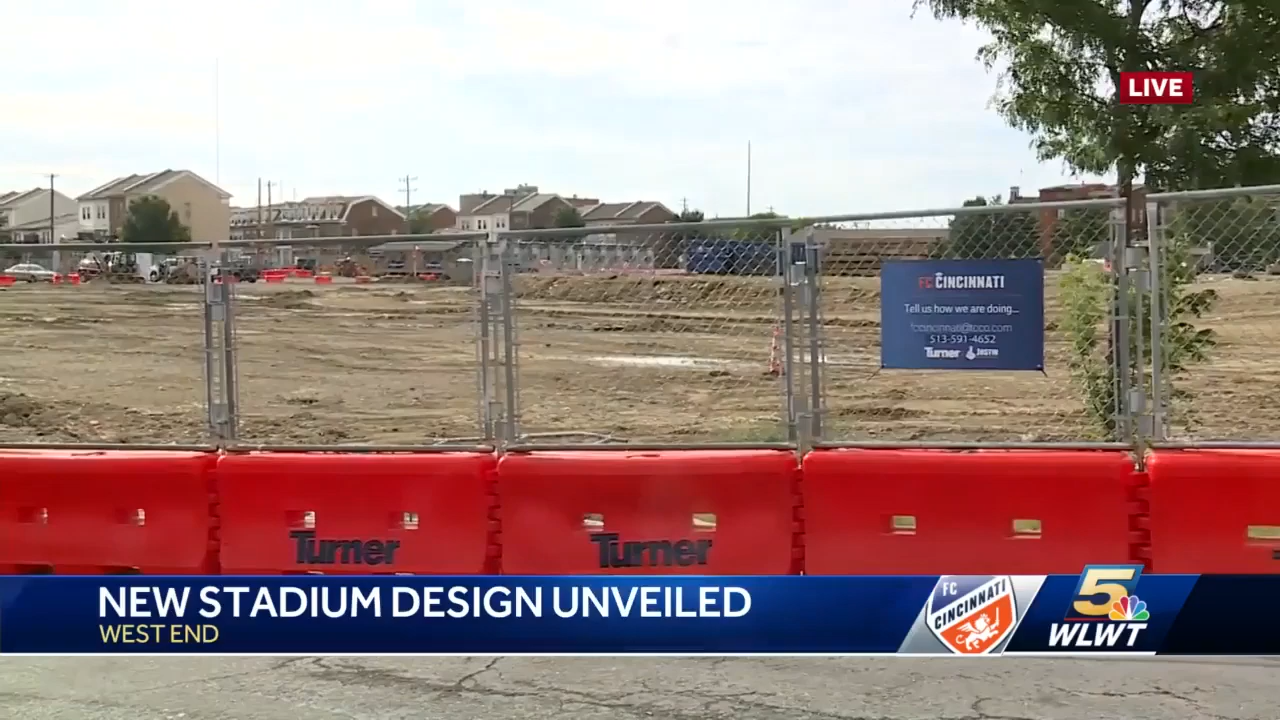 LIVE
FC CINCINNATI
Tell us how we are doing...
513-591-4652
Turner
Turner
Turner
NEW STADIUM DESIGN UNVEILED
WEST END
FC
CINCINNATI
5
WLWT